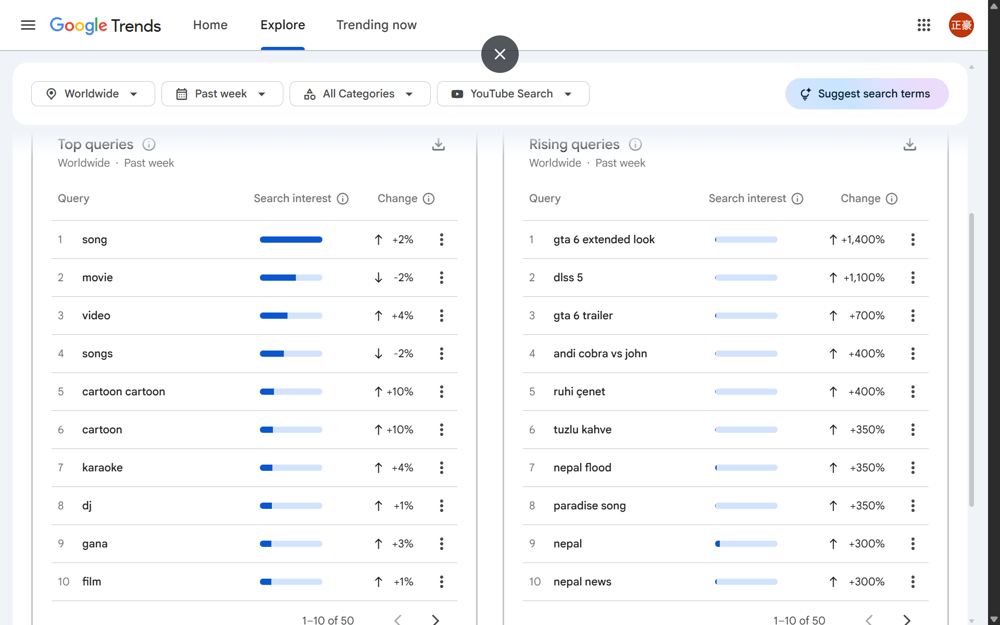 Google Trends
Home
Explore
Trending now
正豪
Worldwide
Past week
All Categories
YouTube Search
Suggest search terms
Top queries
Worldwide · Past week
Query
Search interest
Change
1 song +2%
2 movie -2%
3 video +4%
4 songs -2%
5 cartoon cartoon +10%
6 cartoon +10%
7 karaoke +4%
8 dj +1%
9 gana +3%
10 film +1%
1–10 of 50
Rising queries
Worldwide · Past week
Query
Search interest
Change
1 gta 6 extended look +1,400%
2 dlss 5 +1,100%
3 gta 6 trailer +700%
4 andi cobra vs john +400%
5 ruhi çenet +400%
6 tuzlu kahve +350%
7 nepal flood +350%
8 paradise song +350%
9 nepal +300%
10 nepal news +300%
1–10 of 50